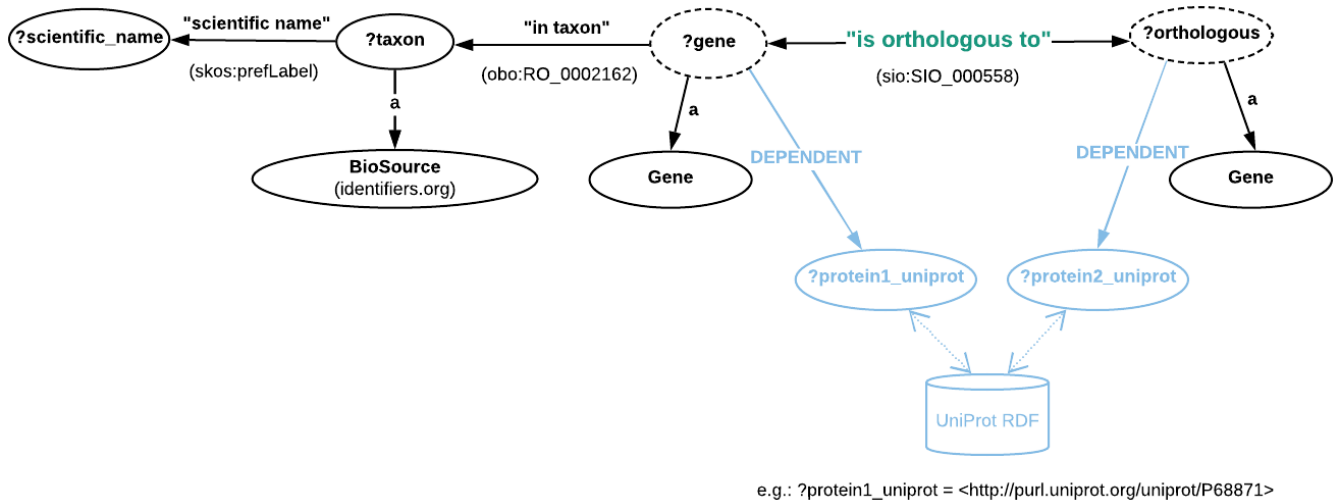 ?scientific_name
"scientific name"
(skos:prefLabel)
?taxon
"in taxon"
(obo:RO_0002162)
?gene
"is orthologous to"
(sio:SIO_000558)
?orthologous
a
BioSource
(identifiers.org)
a
Gene
DEPENDENT
DEPENDENT
a
Gene
?protein1_uniprot
?protein2_uniprot
UniProt RDF
e.g.: ?protein1_uniprot = <http://purl.uniprot.org/uniprot/P68871>